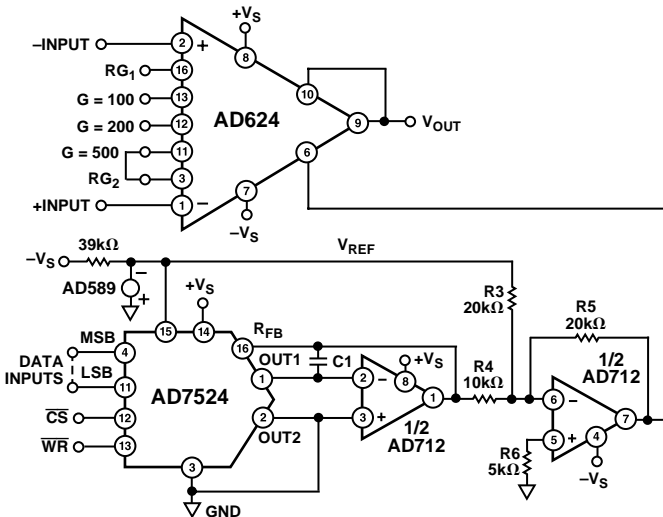 +VS
–INPUT
2
+
8
RG1
16
10
G = 100
13
AD624
G = 200
12
9
VOUT
G = 500
11
6
RG2
3
7
+INPUT
1
–
–VS
–VS
39kΩ
VREF
–
AD589
+
+VS
R3
20kΩ
R5
20kΩ
15
14
RFB
16
MSB
4
OUT1
C1
+VS
1/2
AD712
DATA
INPUTS
LSB
11
AD7524
1
2
–
8
R4
10kΩ
6
–
1
7
CS
12
2
3
+
1/2
AD712
OUT2
5
+
4
WR
13
R6
5kΩ
–VS
3
GND